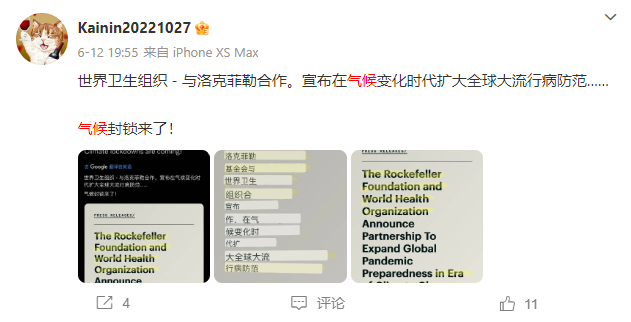 Kainin20221027
6-12 19:55 来自 iPhone XS Max
世界卫生组织 - 与洛克菲勒合作。宣布在气候变化时代扩大全球大流行病防范......
气候封锁来了！
Climate lockdowns are coming!
由 Google 翻译自英语
世界卫生组织 - 与洛克菲勒合作。宣布在气候变化时代扩大全球大流行病防范......
气候封锁来了！
PRESS RELEASES/
The Rockefeller
Foundation and
World Health
Organization
Announce
洛克菲勒
基金会与
世界卫生
组织合
宣布
作，在气
候变化时
代扩
大全球大流
行病防范
PRESS RELEASES/
The Rockefeller
Foundation and
World Health
Organization
Announce
Partnership To
Expand Global
Pandemic
Preparedness in Era
4
评论
11